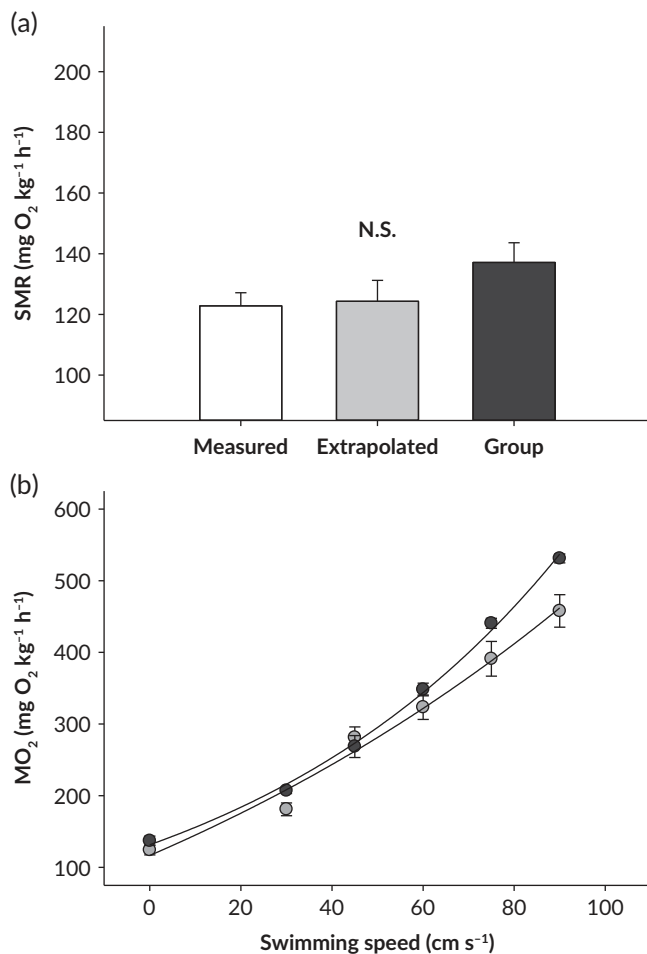 (a)
200
180
160
140
120
100
SMR (mg O₂ kg⁻¹ h⁻¹)
N.S.
Measured Extrapolated Group
(b)
600
500
400
300
200
100
MO₂ (mg O₂ kg⁻¹ h⁻¹)
0 20 40 60 80 100
Swimming speed (cm s⁻¹)